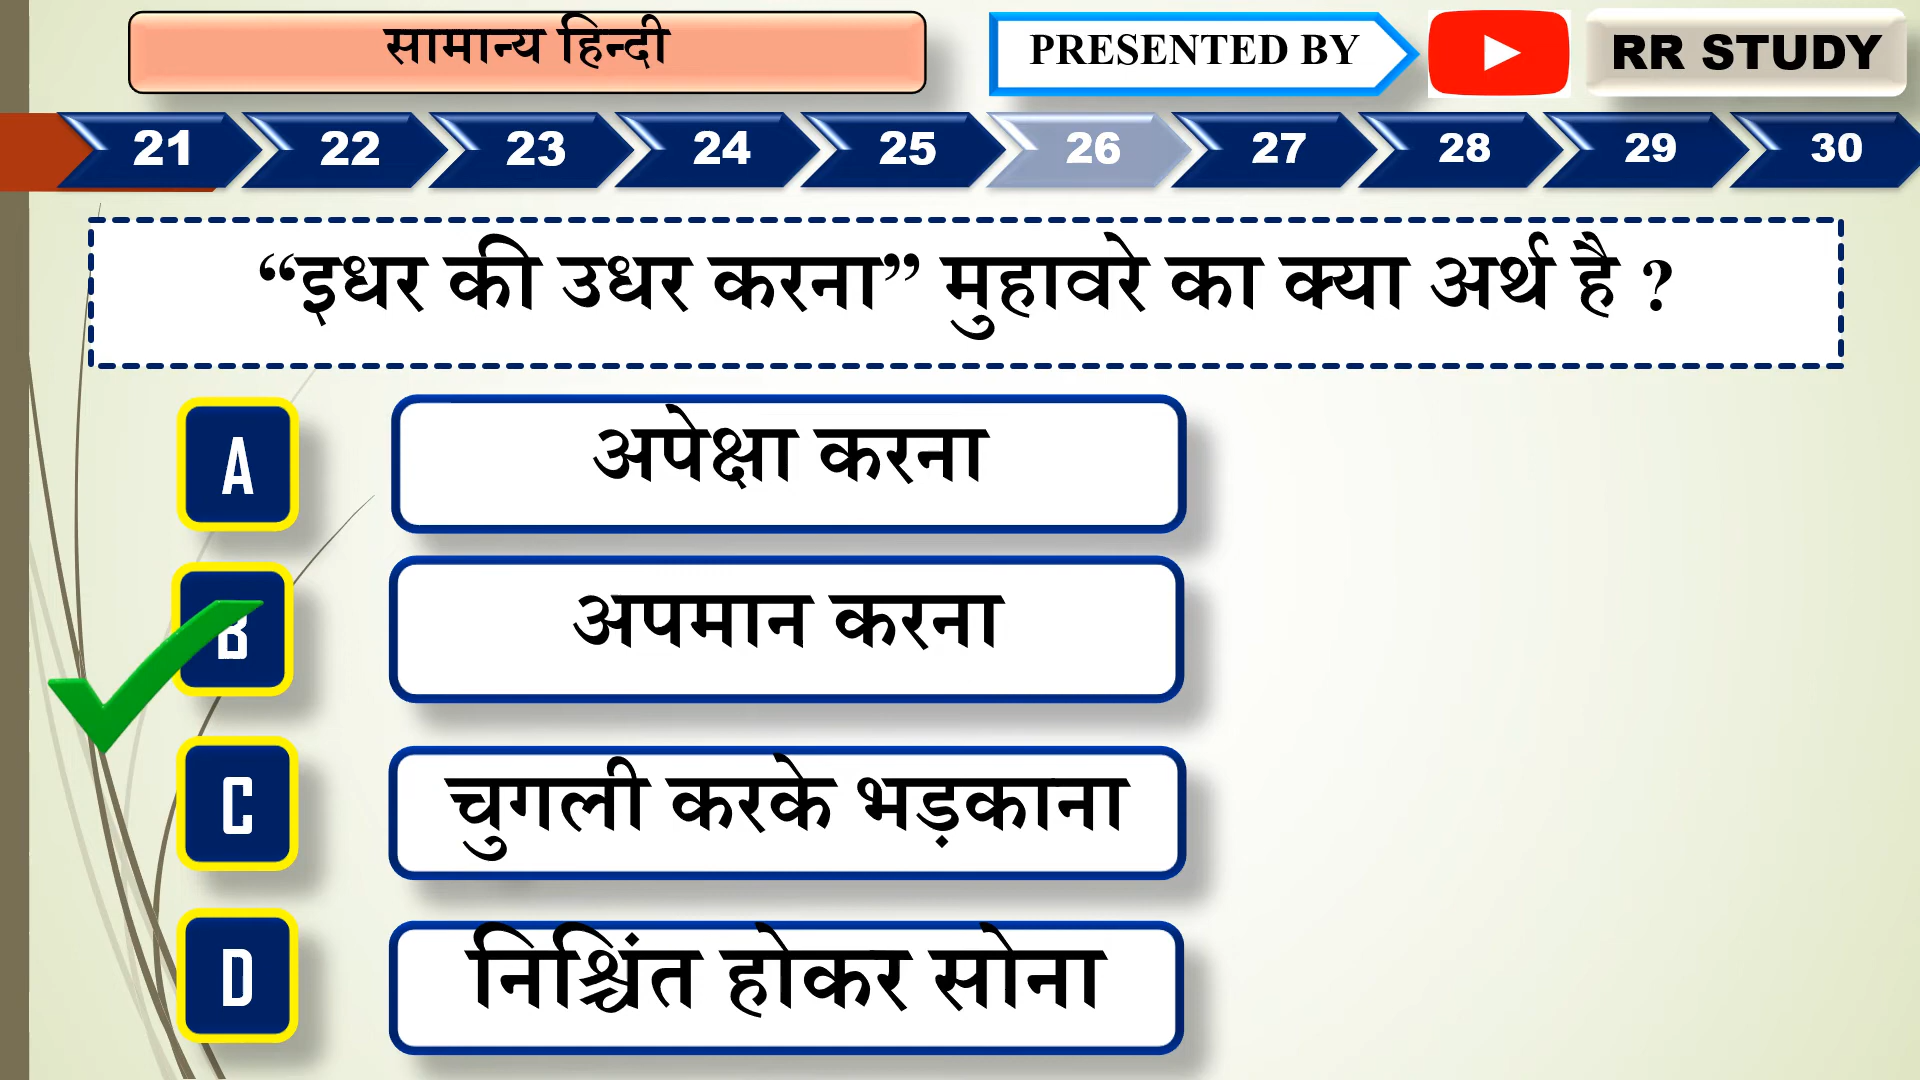 सामान्य हिन्दी
PRESENTED BY
RR STUDY
21 22 23 24 25 26 27 28 29 30
“इधर की उधर करना” मुहावरे का क्या अर्थ है ?
A अपेक्षा करना
B अपमान करना
C चुगली करके भड़काना
D निश्चिंत होकर सोना